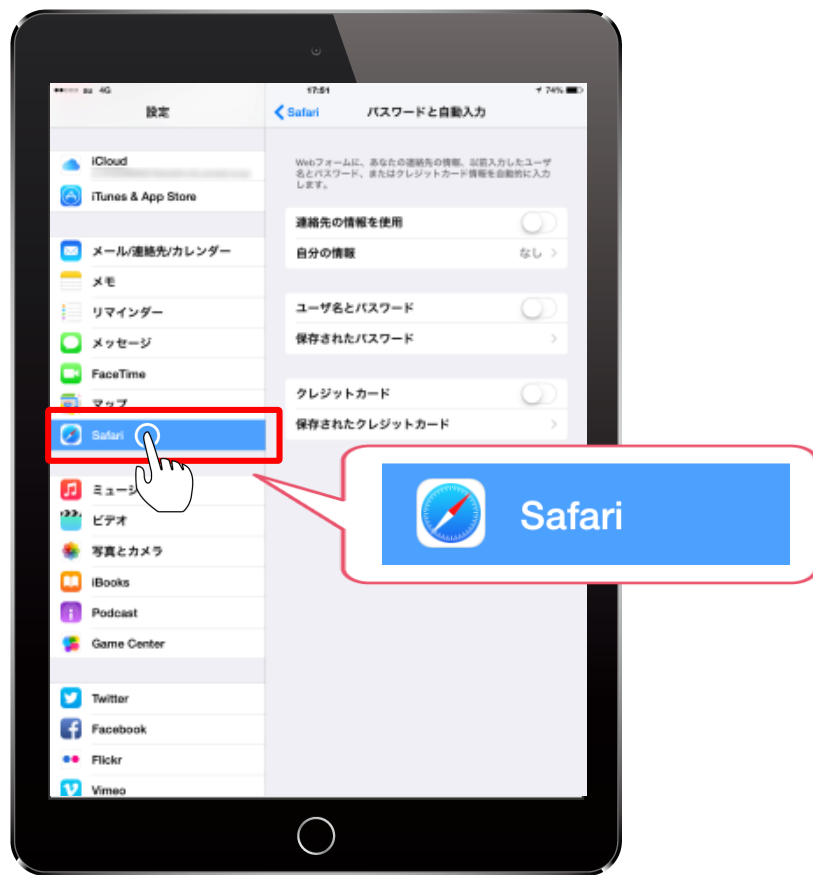 au 4G
17:51
74%
設定
iCloud
iTunes & App Store
メール/連絡先/カレンダー
メモ
リマインダー
メッセージ
FaceTime
マップ
Safari
ミュージ
ビデオ
写真とカメラ
iBooks
Podcast
Game Center
Twitter
Facebook
Flickr
Vimeo
Safari
パスワードと自動入力
Webフォームに、あなたの連絡先の情報、以前入力したユーザ
名とパスワード、またはクレジットカード情報を自動的に入力
します。
連絡先の情報を使用
自分の情報 なし
ユーザ名とパスワード
保存されたパスワード
クレジットカード
保存されたクレジットカード
Safari